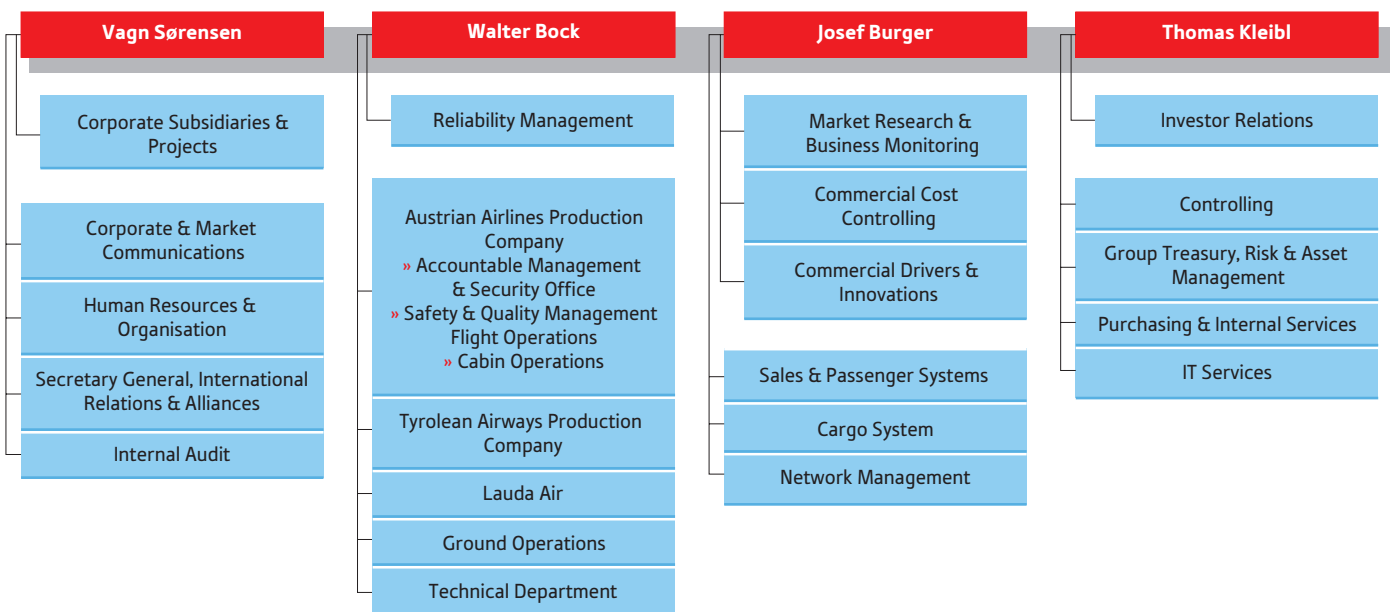 Vagn Sørensen
Corporate Subsidiaries &
Projects
Corporate & Market
Communications
Human Resources &
Organisation
Secretary General, International
Relations & Alliances
Internal Audit
Walter Bock
Reliability Management
Austrian Airlines Production
Company
» Accountable Management
& Security Office
» Safety & Quality Management
Flight Operations
» Cabin Operations
Tyrolean Airways Production
Company
Lauda Air
Ground Operations
Technical Department
Josef Burger
Market Research &
Business Monitoring
Commercial Cost
Controlling
Commercial Drivers &
Innovations
Sales & Passenger Systems
Cargo System
Network Management
Thomas Kleibl
Investor Relations
Controlling
Group Treasury, Risk & Asset
Management
Purchasing & Internal Services
IT Services